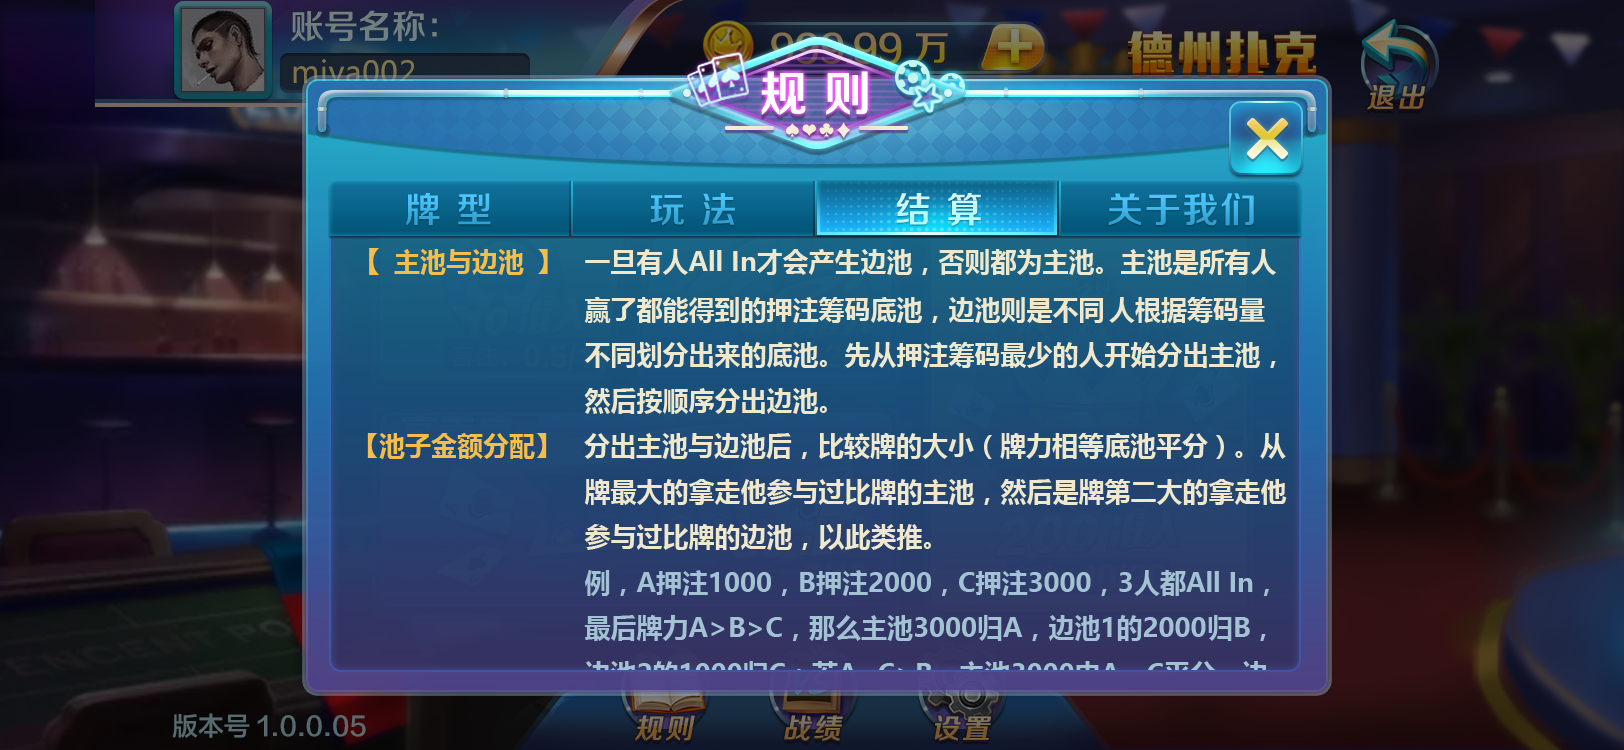 账号名称:
miya002
999.99万
德州扑克
退出
规则
牌型
玩法
结算
关于我们
【 主池与边池 】
一旦有人All In才会产生边池，否则都为主池。主池是所有人
赢了都能得到的押注筹码底池，边池则是不同人根据筹码量
不同划分出来的底池。先从押注筹码最少的人开始分出主池，
然后按顺序分出边池。
【池子金额分配】
分出主池与边池后，比较牌的大小（牌力相等底池平分）。从
牌最大的拿走他参与过比牌的主池，然后是牌第二大的拿走他
参与过比牌的边池，以此类推。
例，A押注1000，B押注2000，C押注3000，3人都All In，
最后牌力A>B>C，那么主池3000归A，边池1的2000归B，
版本号 1.0.0.05
规则
战绩
设置